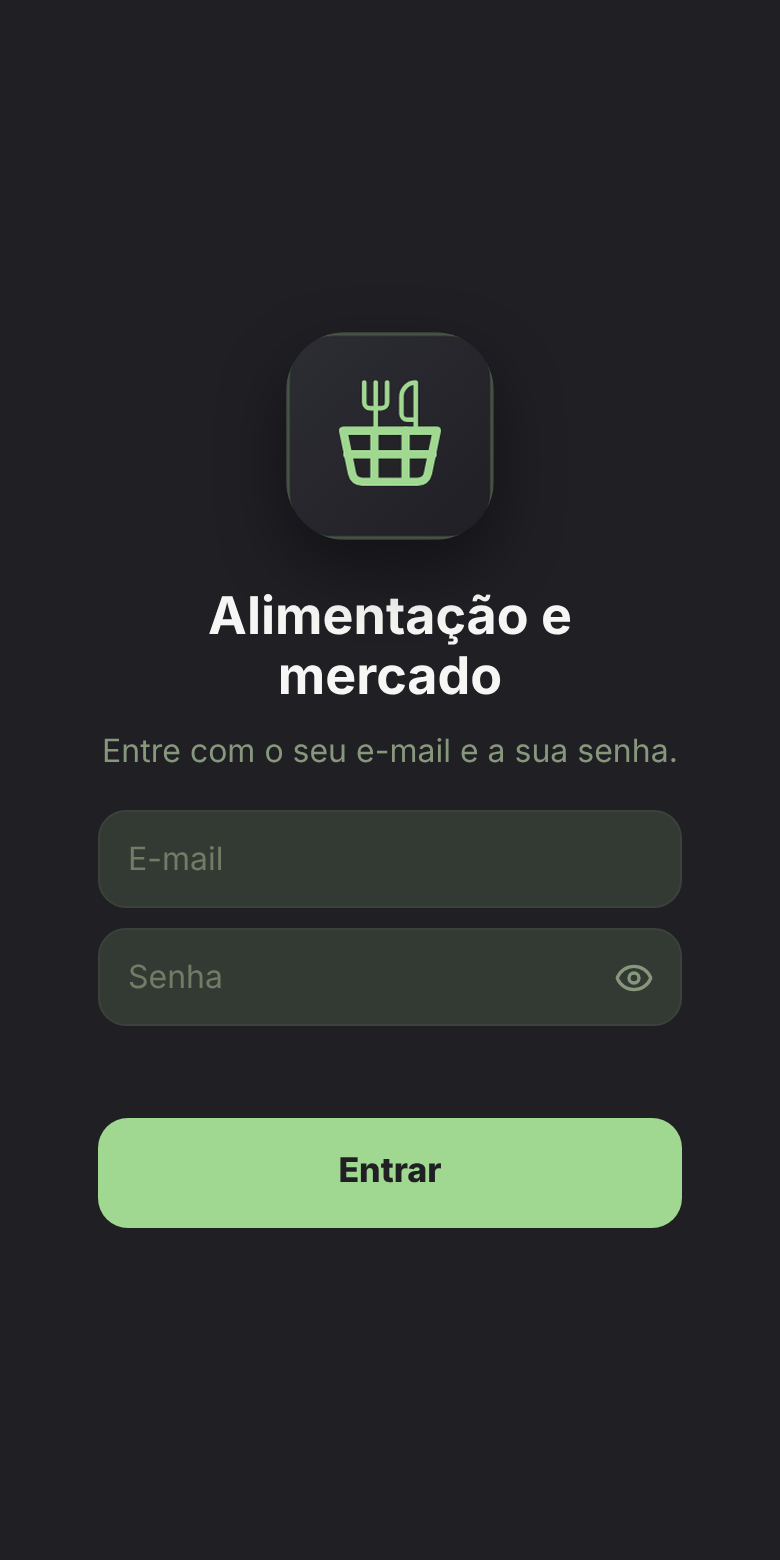 Alimentação e
mercado
Entre com o seu e-mail e a sua senha.
E-mail
Senha
Entrar